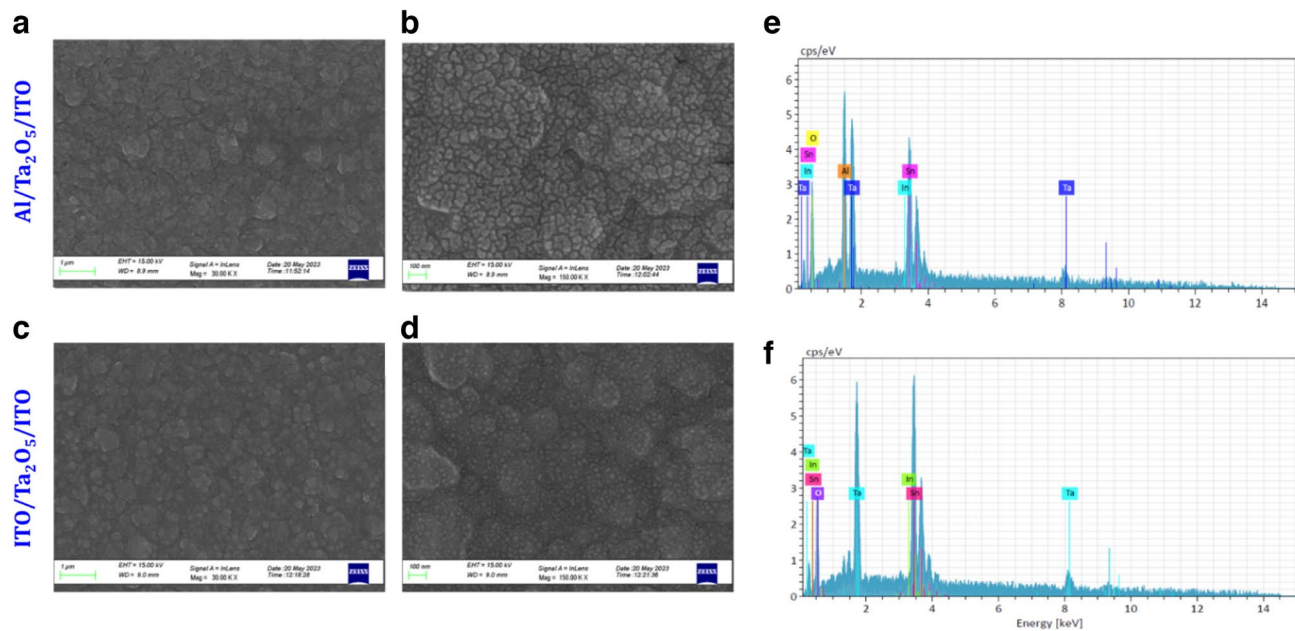 a
b
e
Al/Ta₂O₅/ITO
1 µm
EHT = 15.00 kV
WD = 8.9 mm
Signal A = InLens
Mag = 30.00 K X
Date :20 May 2023
Time :11:52:14
ZEISS
100 nm
EHT = 15.00 kV
WD = 8.9 mm
Signal A = InLens
Mag = 150.00 K X
Date :20 May 2023
Time :12:02:44
ZEISS
cps/eV
6
5
4
3
2
1
0
O
Sn
In
Ta
Al
Ta
In
Sn
Ta
2 4 6 8 10 12 14
c
d
f
ITO/Ta₂O₅/ITO
1 µm
EHT = 15.00 kV
WD = 9.0 mm
Signal A = InLens
Mag = 30.00 K X
Date :20 May 2023
Time :12:18:28
ZEISS
100 nm
EHT = 15.00 kV
WD = 9.0 mm
Signal A = InLens
Mag = 150.00 K X
Date :20 May 2023
Time :12:21:36
ZEISS
cps/eV
6
5
4
3
2
1
0
Ta
In
Sn
O
Ta
In
Sn
Ta
2 4 6 8 10 12 14
Energy [keV]